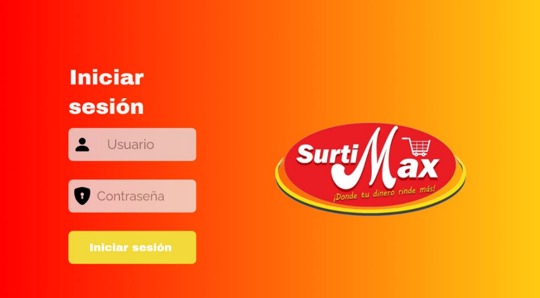 Iniciar
sesión
Usuario
Contraseña
Iniciar sesión
Surti Max
¡Donde tu dinero rinde más!